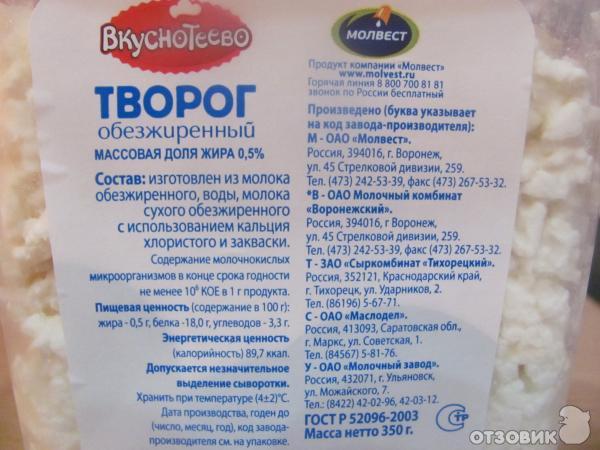 ВКУСНОТЕЕВО
ТВОРОГ
обезжиренный
МАССОВАЯ ДОЛЯ ЖИРА 0,5%
Состав: изготовлен из молока
обезжиренного, воды, молока
сухого обезжиренного
с использованием кальция
хлористого и закваски.
Содержание молочнокислых
микроорганизмов в конце срока годности
не менее 10⁶ КОЕ в 1 г продукта.
Пищевая ценность (содержание в 100 г):
жира - 0,5 г, белка -18,0 г, углеводов - 3,3 г.
Энергетическая ценность
(калорийность) 89,7 ккал.
Допускается незначительное
выделение сыворотки.
Хранить при температуре (4±2)°С.
Дата производства, годен до
(число, месяц, год), код завода-
производителя см. на упаковке.
МОЛВЕСТ
Продукт компании «Молвест»
www.molvest.ru
Горячая линия 8 800 700 81 81
звонок по России бесплатный
Произведено (буква указывает
на код завода-производителя):
М - ОАО «Молвест».
Россия, 394016, г. Воронеж,
ул. 45 Стрелковой дивизии, 259.
Тел. (473) 242-53-39, факс (473) 267-53-32.
*В - ОАО Молочный комбинат
«Воронежский».
Россия, 394016, г Воронеж,
ул. 45 Стрелковой дивизии, 259.
Тел. (473) 242-53-39, факс (473) 267-53-32.
Т - ЗАО «Сыркомбинат «Тихорецкий».
Россия, 352121, Краснодарский край,
г. Тихорецк, ул. Ударников, 2.
Тел. (86196) 5-67-71.
С - ОАО «Маслодел».
Россия, 413093, Саратовская обл.,
г. Маркс, ул. Советская, 1.
Тел. (84567) 5-81-76.
У - ОАО «Молочный завод».
Россия, 432071, г. Ульяновск,
ул. Можайского, 7.
Тел.: (8422) 42-02-96, 42-03-12.
ГОСТ Р 52096-2003
Масса нетто 350 г.
СТР
ОТЗОВИК